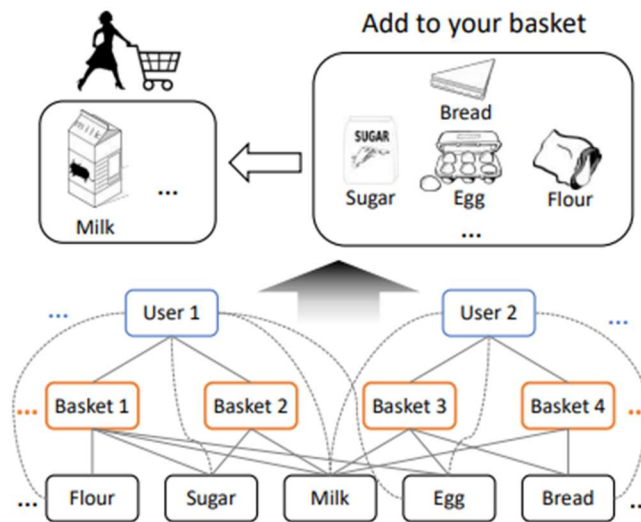 Add to your basket
milk
Milk
...
Bread
SUGAR
Sugar
Egg
Flour
...
...
User 1
User 2
...
...
Basket 1
Basket 2
Basket 3
Basket 4
...
...
Flour
Sugar
Milk
Egg
Bread
...